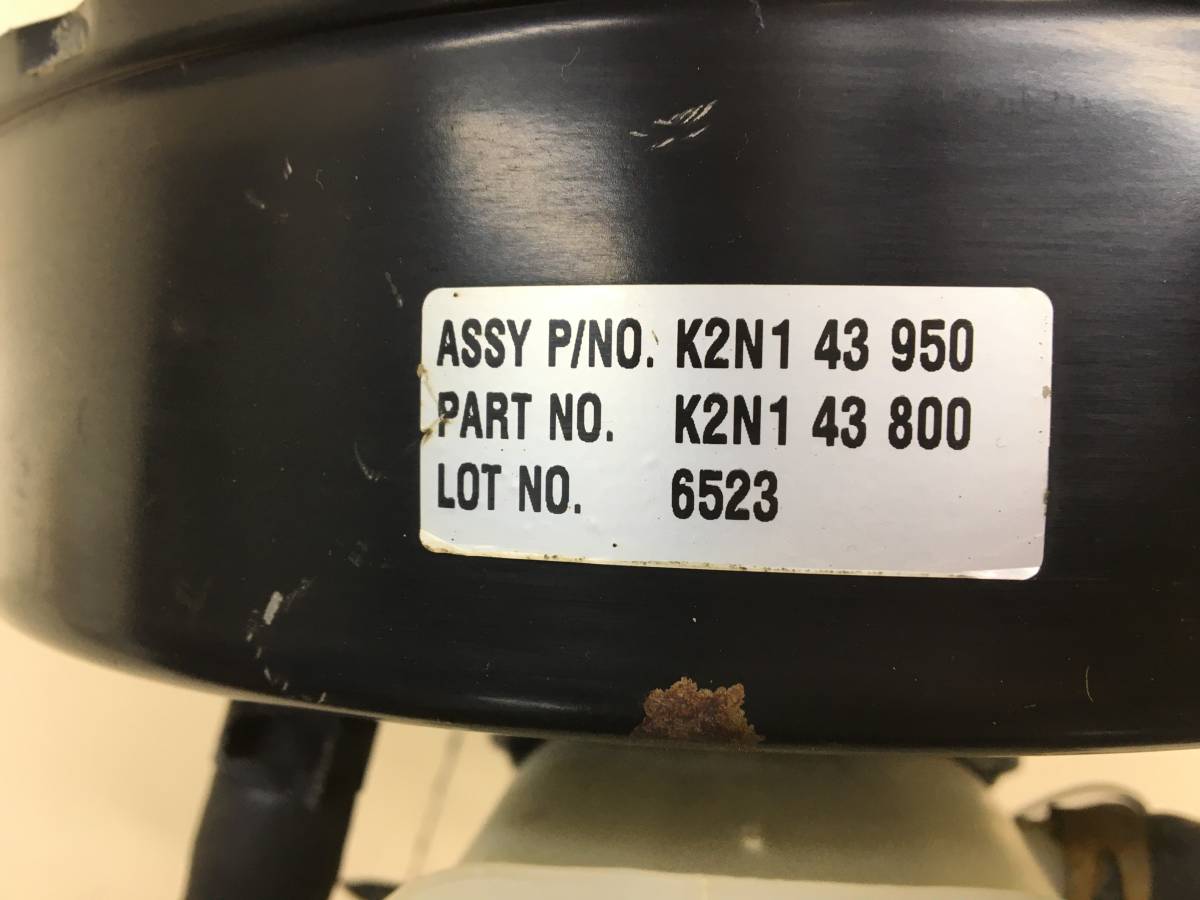 ASSY P/NO. K2N1 43 950
PART NO. K2N1 43 800
LOT NO. 6523